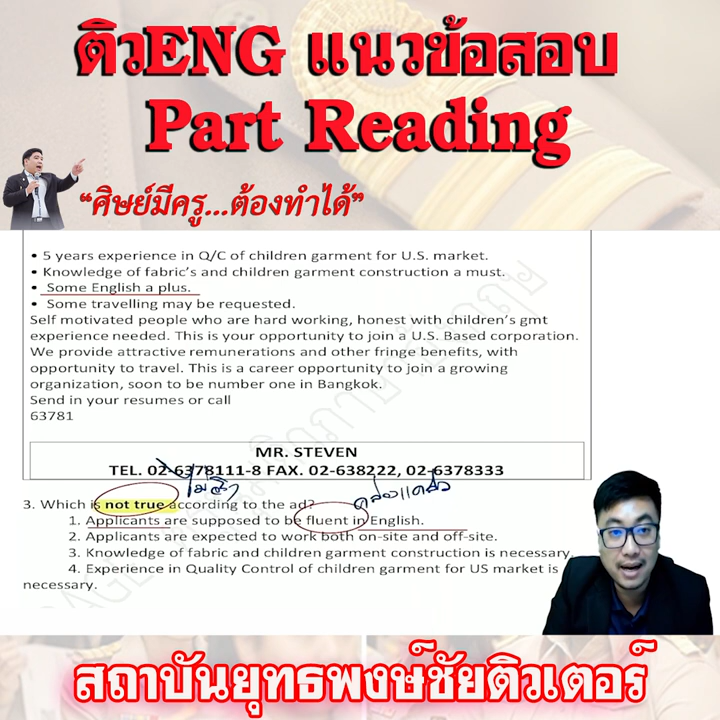 ติวENG แนวข้อสอบ
Part Reading
“ศิษย์มีครู...ต้องทำได้”
• 5 years experience in Q/C of children garment for U.S. market.
• Knowledge of fabric's and children garment construction a must.
• Some English a plus.
• Some travelling may be requested.
Self motivated people who are hard working, honest with children's gmt
experience needed. This is your opportunity to join a U.S. Based corporation.
We provide attractive remunerations and other fringe benefits, with
opportunity to travel. This is a career opportunity to join a growing
organization, soon to be number one in Bangkok.
Send in your resumes or call
63781
MR. STEVEN
TEL. 02-6378111-8 FAX. 02-638222, 02-6378333
คล่องแคล่ว
3. Which is not true according to the ad?
1. Applicants are supposed to be fluent in English.
2. Applicants are expected to work both on-site and off-site.
3. Knowledge of fabric and children garment construction is necessary.
4. Experience in Quality Control of children garment for US market is
necessary.
สถาบันยุทธพงษ์ชัยติวเตอร์